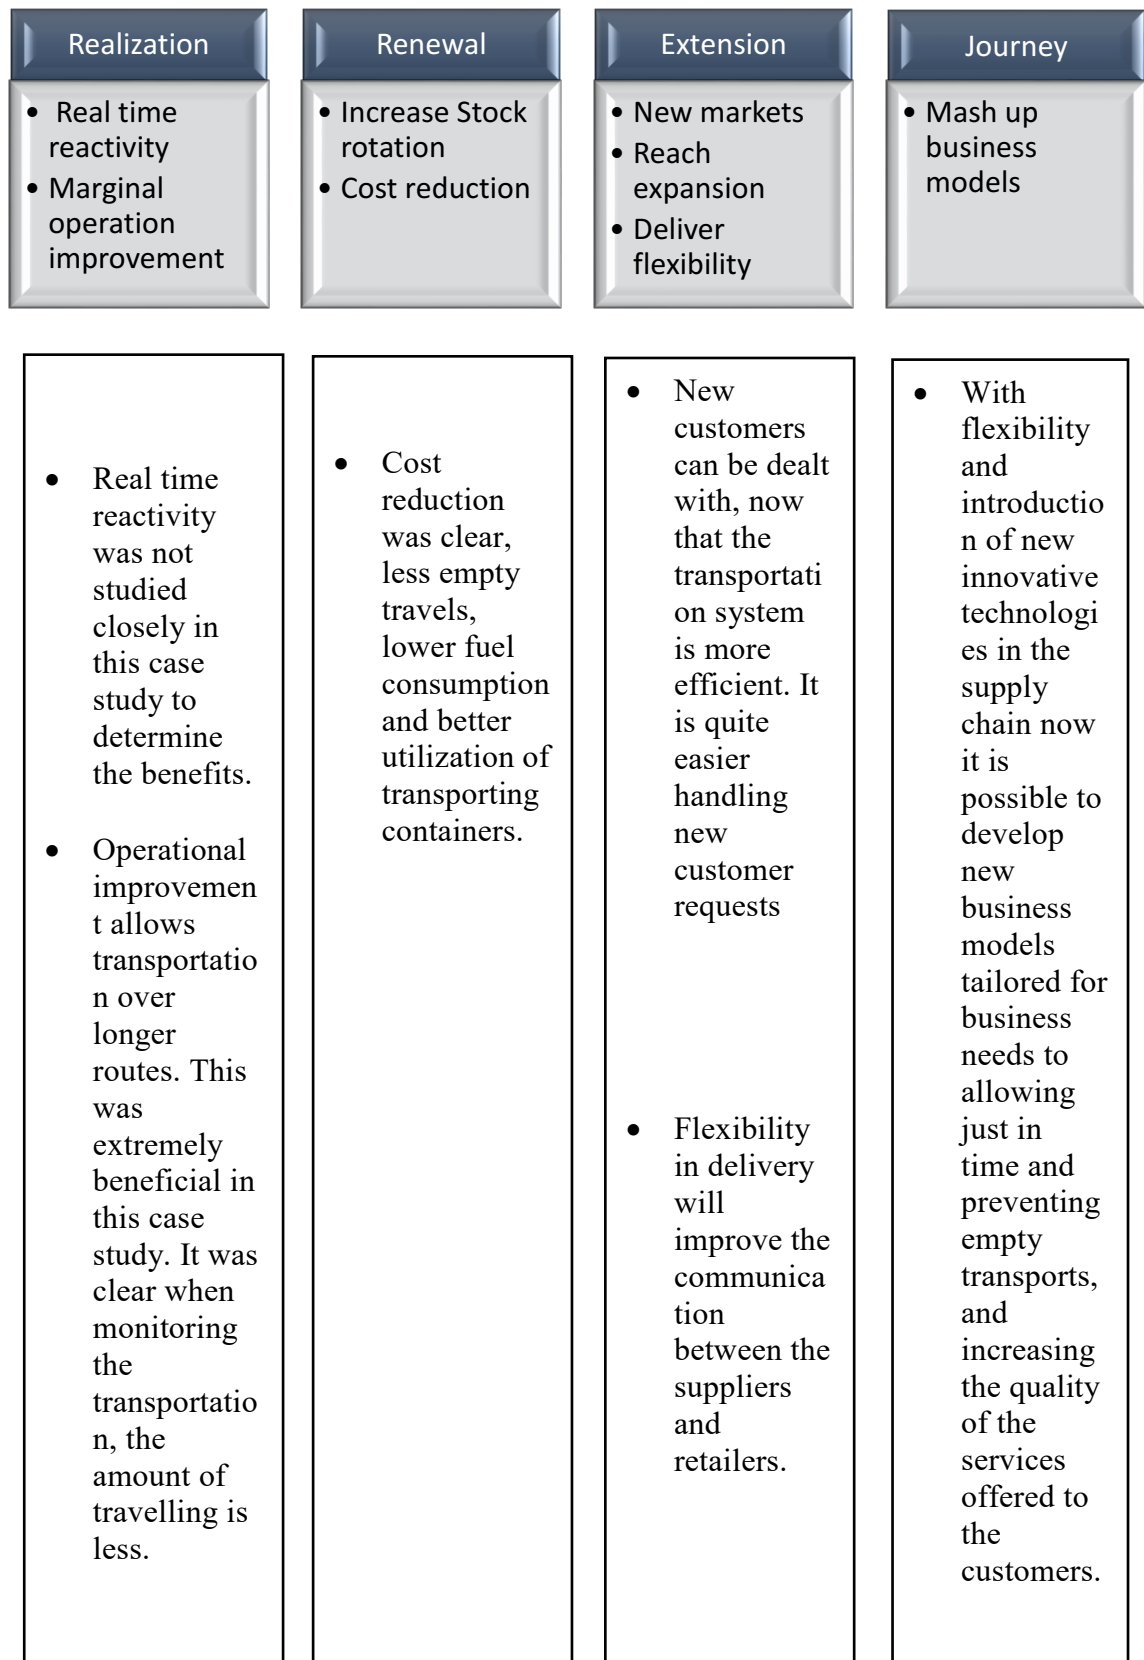 Realization
• Real time
reactivity
• Marginal
operation
improvement
Renewal
• Increase Stock
rotation
• Cost reduction
Extension
• New markets
• Reach
expansion
• Deliver
flexibility
Journey
• Mash up
business
models
• Real time
reactivity
was not
studied
closely in
this case
study to
determine
the benefits.
• Operational
improvemen
t allows
transportatio
n over
longer
routes. This
was
extremely
beneficial in
this case
study. It was
clear when
monitoring
the
transportatio
n, the
amount of
travelling is
less.
• Cost
reduction
was clear,
less empty
travels,
lower fuel
consumption
and better
utilization of
transporting
containers.
• New
customers
can be dealt
with, now
that the
transportati
on system
is more
efficient. It
is quite
easier
handling
new
customer
requests
• Flexibility
in delivery
will
improve the
communica
tion
between the
suppliers
and
retailers.
• With
flexibility
and
introductio
n of new
innovative
technologi
es in the
supply
chain now
it is
possible to
develop
new
business
models
tailored for
business
needs to
allowing
just in
time and
preventing
empty
transports,
and
increasing
the quality
of the
services
offered to
the
customers.